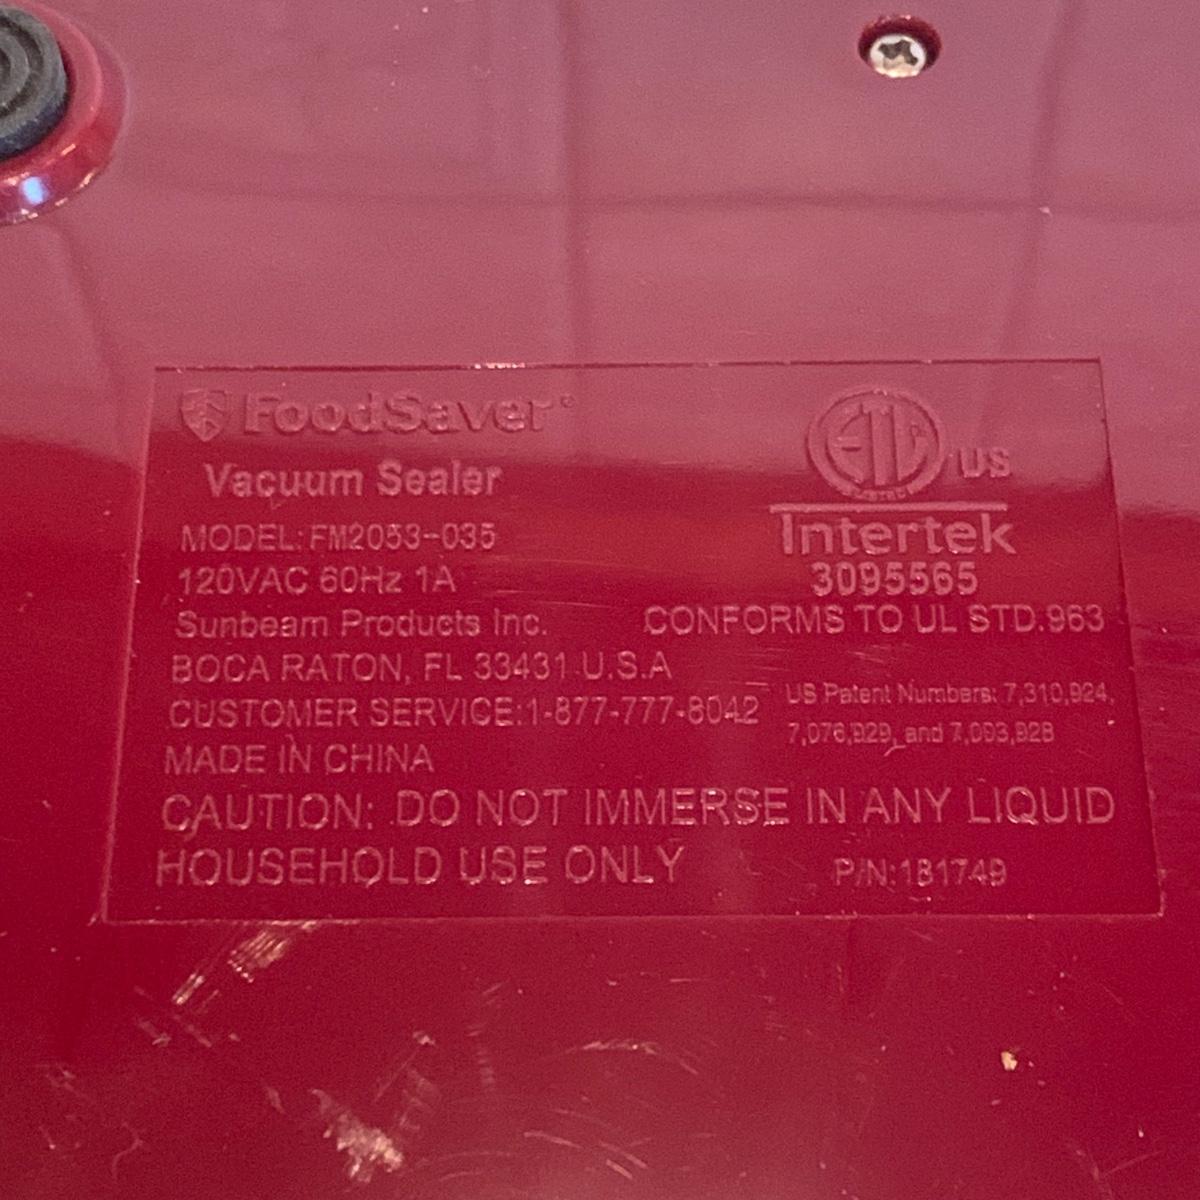 FoodSaver®
Vacuum Sealer
MODEL: FM2053-035
120VAC 60Hz 1A
Sunbeam Products Inc.
BOCA RATON, FL 33431 U.S.A
CUSTOMER SERVICE:1-877-777-8042
MADE IN CHINA
ETL US
LISTED
Intertek
3095565
CONFORMS TO UL STD.963
US Patent Numbers: 7,310,924,
7,076,929, and 7,093,928
CAUTION: DO NOT IMMERSE IN ANY LIQUID
HOUSEHOLD USE ONLY
P/N:181749